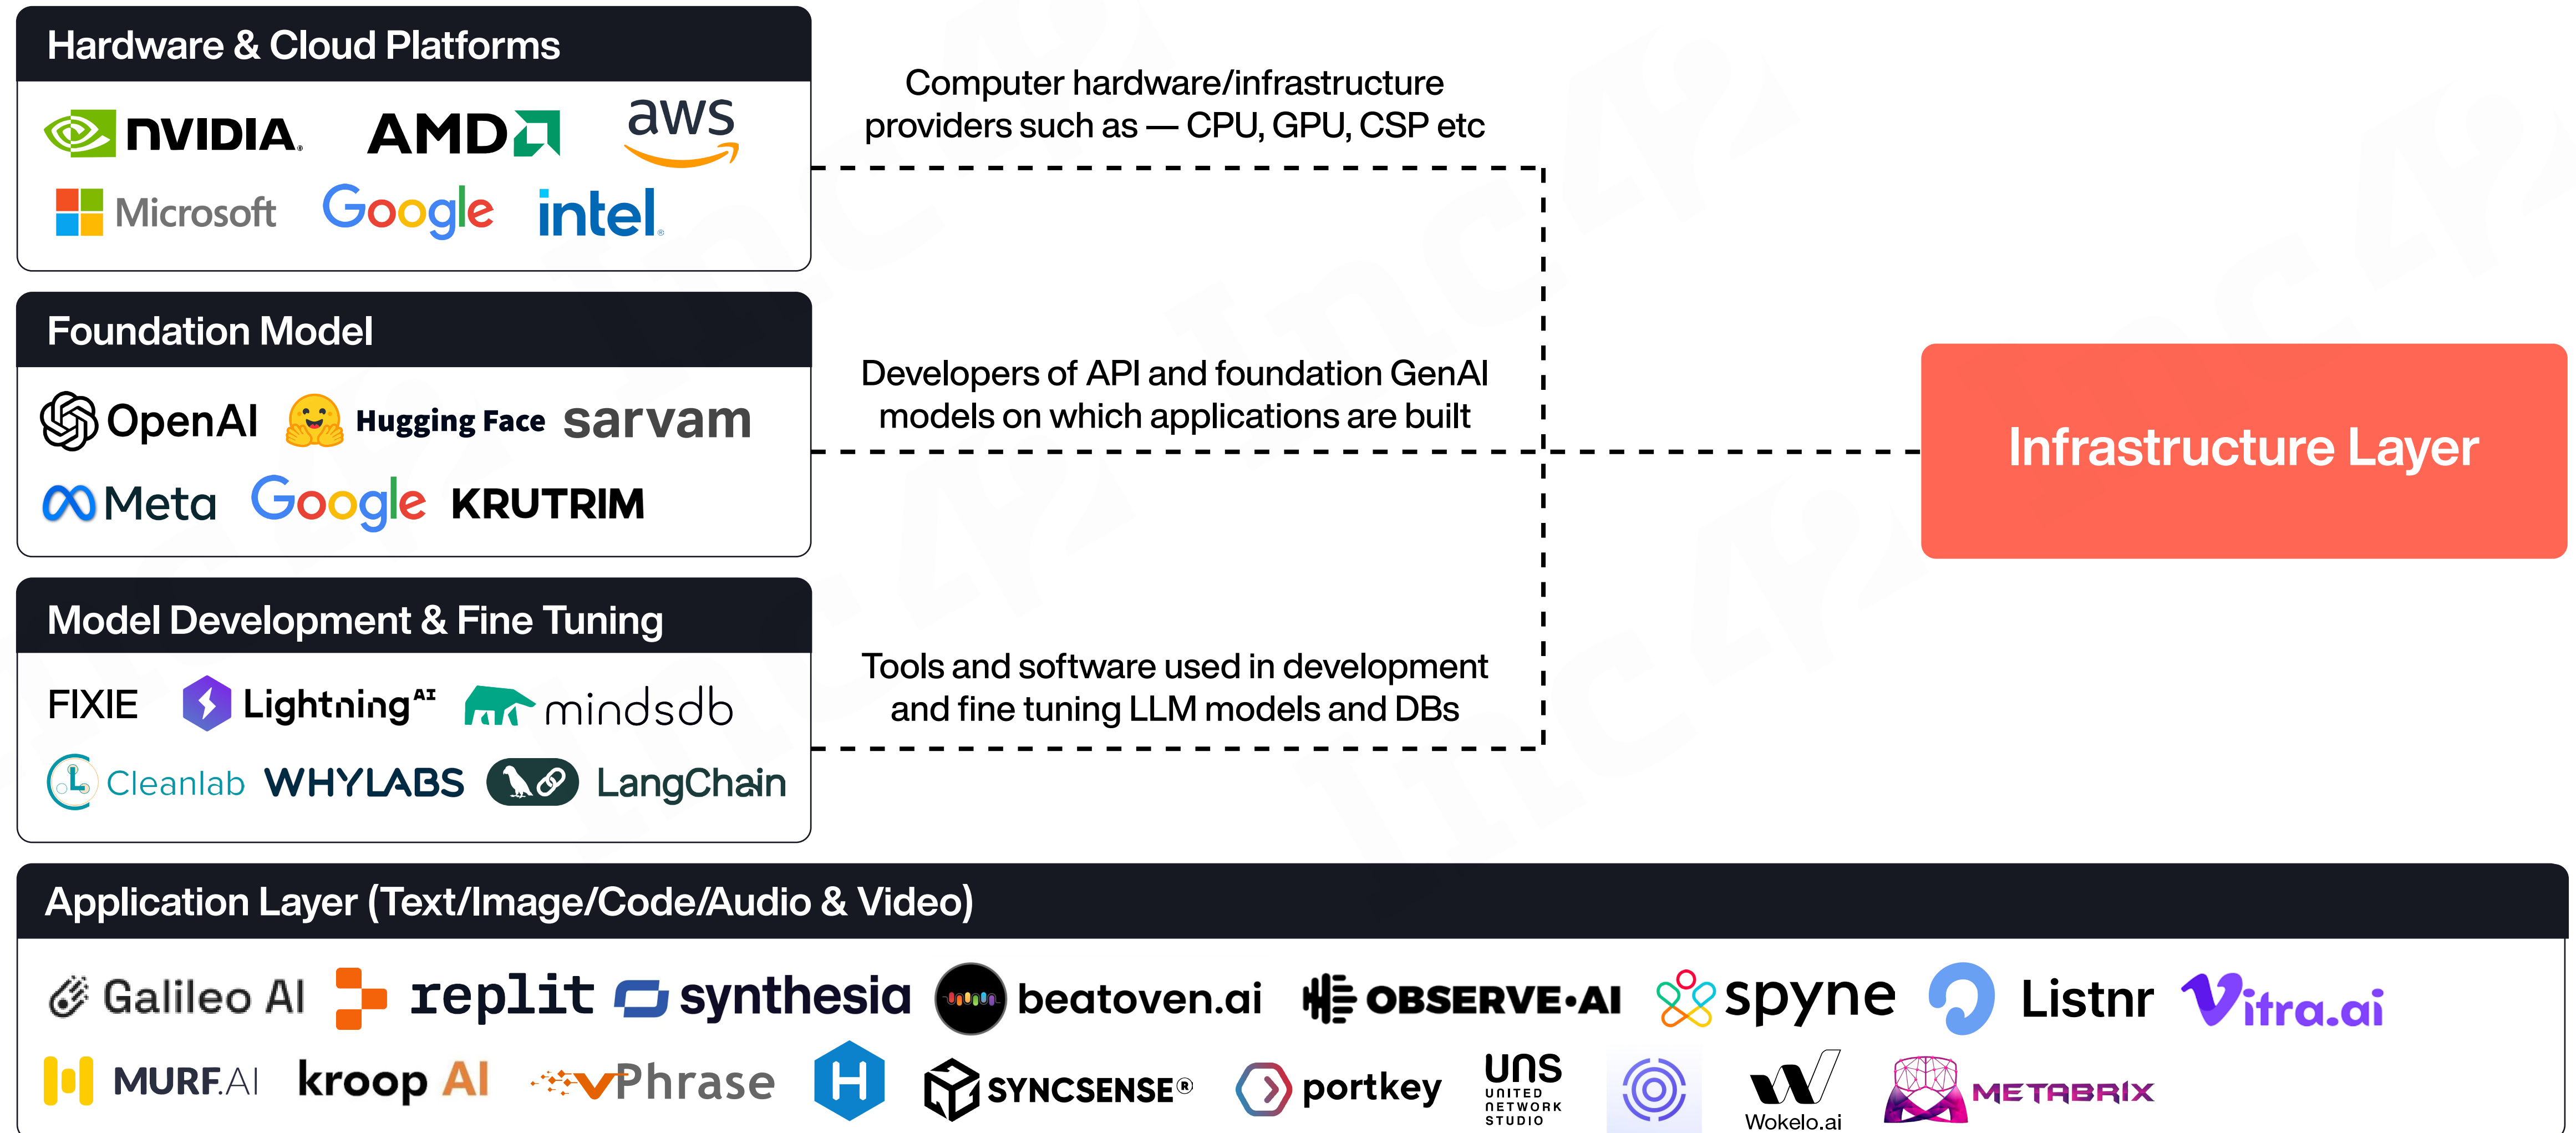 Hardware & Cloud Platforms
NVIDIA.
AMD
aws
Microsoft
Google
intel.
Computer hardware/infrastructure
providers such as — CPU, GPU, CSP etc
Foundation Model
OpenAI
Hugging Face
sarvam
Meta
Google
KRUTRIM
Developers of API and foundation GenAI
models on which applications are built
Infrastructure Layer
Model Development & Fine Tuning
FIXIE
Lightning AI
mindsdb
Cleanlab
WHYLABS
LangChain
Tools and software used in development
and fine tuning LLM models and DBs
Application Layer (Text/Image/Code/Audio & Video)
Galileo AI
replit
synthesia
beatoven.ai
OBSERVE•AI
spyne
Listnr
Vitra.ai
MURF.AI
kroop AI
vPhrase
H
SYNCSENSE®
portkey
uns
UNITED
NETWORK
STUDIO
Wokelo.ai
METABRIX
Inc42